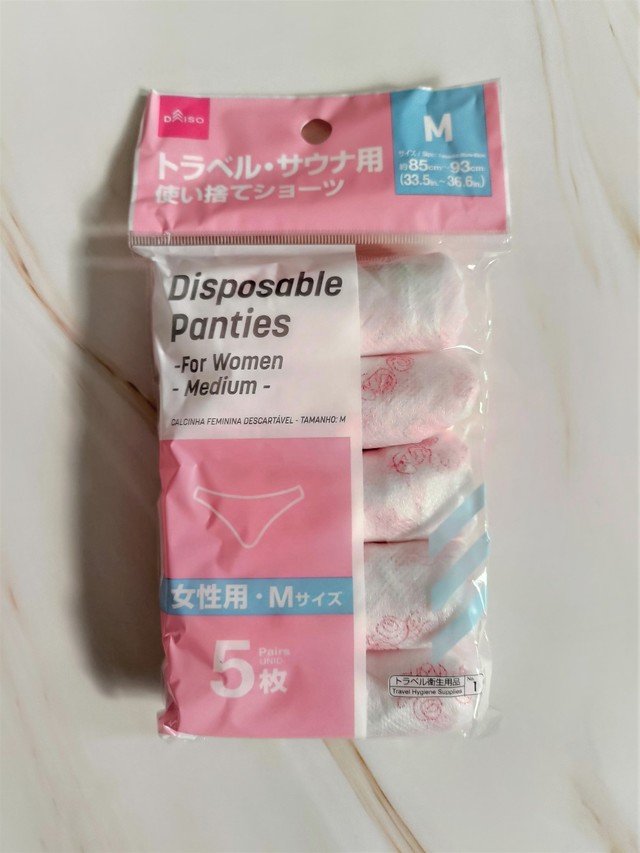 DAISO
トラベル・サウナ用
使い捨てショーツ
M
約85cm~93cm
(33.5in.~36.6in.)
Disposable
Panties
-For Women
- Medium -
CALCINHA FEMININA DESCARTÁVEL - TAMANHO: M
女性用・Mサイズ
5
Pairs
UNID.
枚
トラベル衛生用品
Travel Hygiene Supplies
No.
1